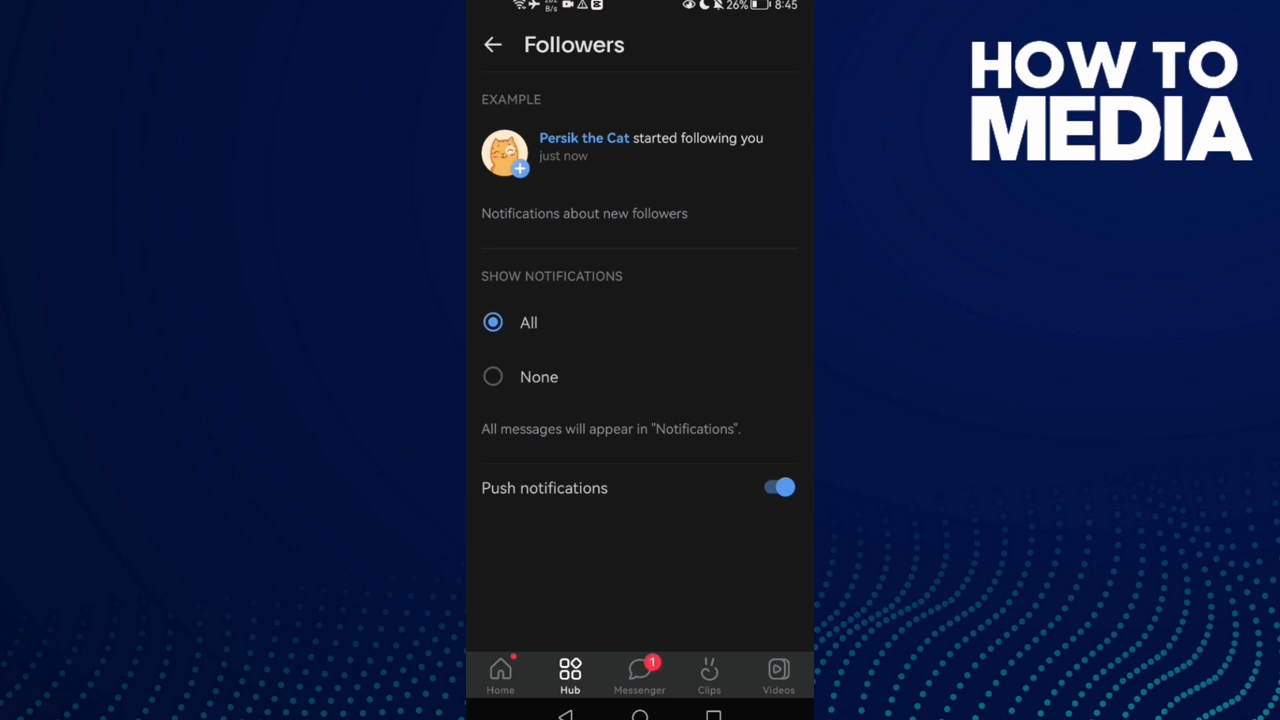 B/s 26% 8:45
Followers
HOW TO
MEDIA
EXAMPLE
Persik the Cat started following you
just now
Notifications about new followers
SHOW NOTIFICATIONS
All
None
All messages will appear in "Notifications".
Push notifications
1
Home Hub Messenger Clips Videos